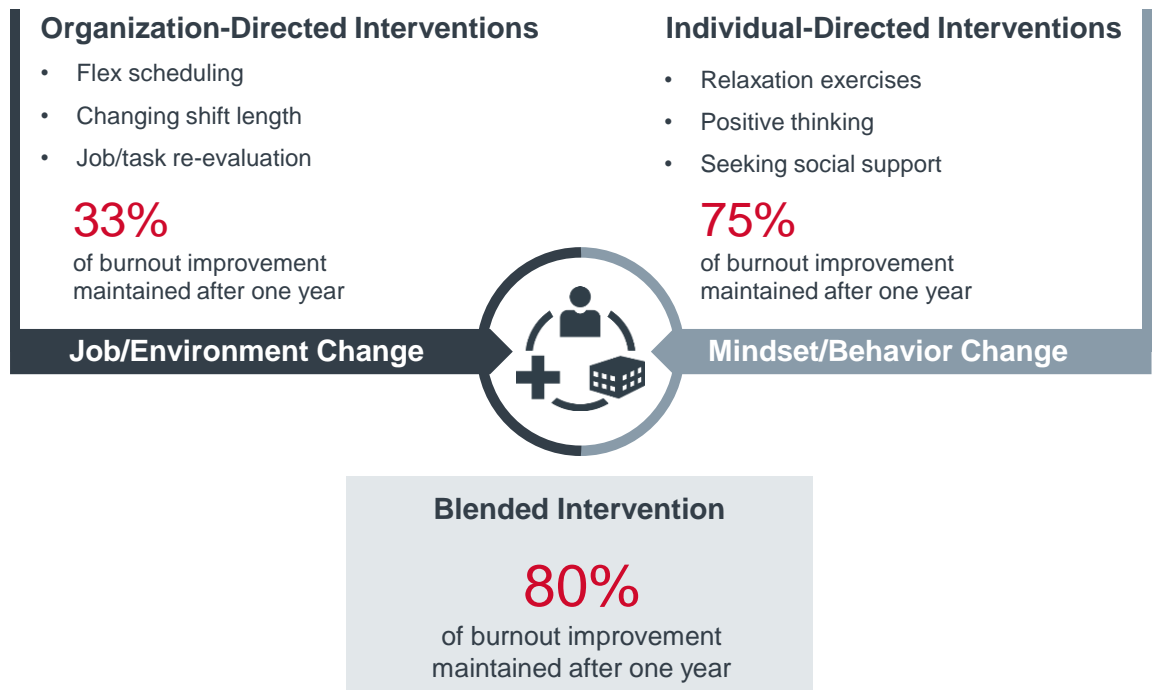 Organization-Directed Interventions
• Flex scheduling
• Changing shift length
• Job/task re-evaluation
33%
of burnout improvement
maintained after one year
Job/Environment Change
Individual-Directed Interventions
• Relaxation exercises
• Positive thinking
• Seeking social support
75%
of burnout improvement
maintained after one year
Mindset/Behavior Change
Blended Intervention
80%
of burnout improvement
maintained after one year